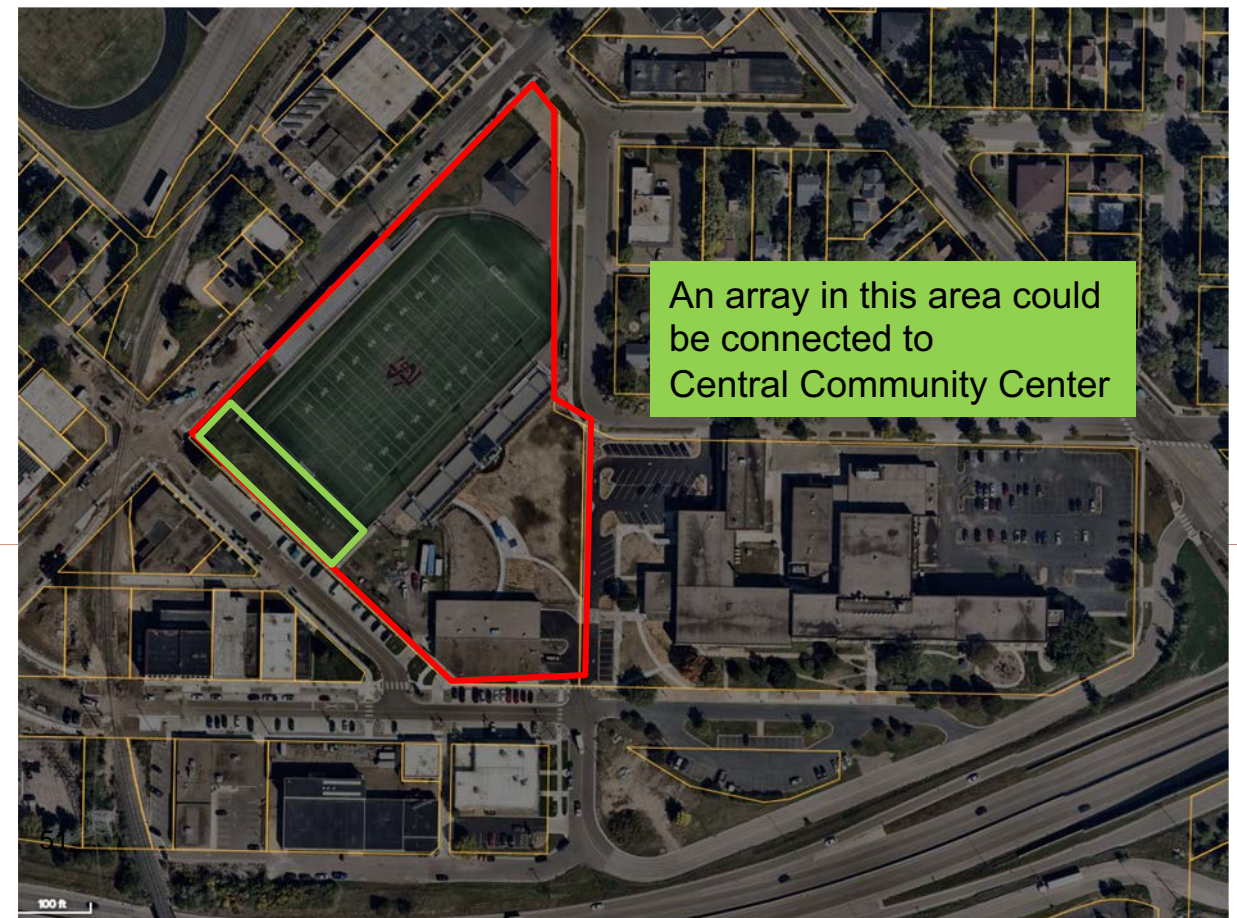 An array in this area could
be connected to
Central Community Center
51
100 ft